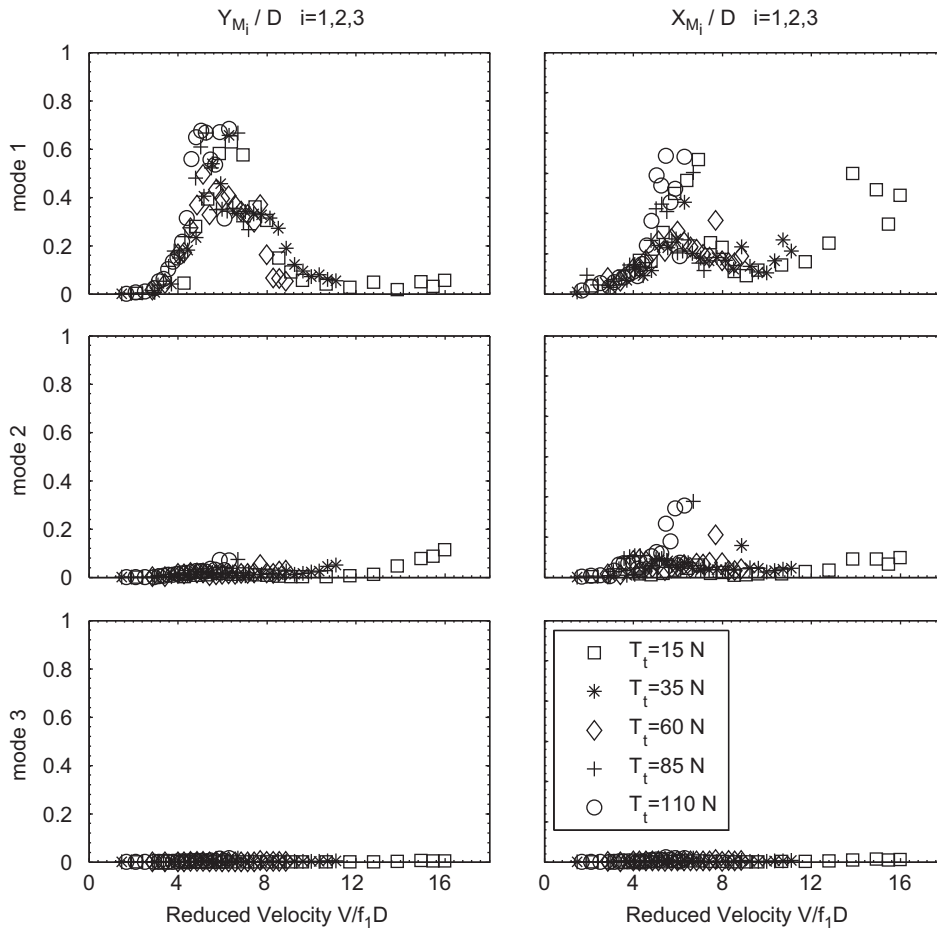 Y_{M_i} / D   i=1,2,3
X_{M_i} / D   i=1,2,3
1
0.8
0.6
0.4
0.2
0
mode 1
1
0.8
0.6
0.4
0.2
0
mode 2
1
0.8
0.6
0.4
0.2
0
mode 3
T_t=15 N
T_t=35 N
T_t=60 N
T_t=85 N
T_t=110 N
0 4 8 12 16
0 4 8 12 16
Reduced Velocity V/f_1D
Reduced Velocity V/f_1D